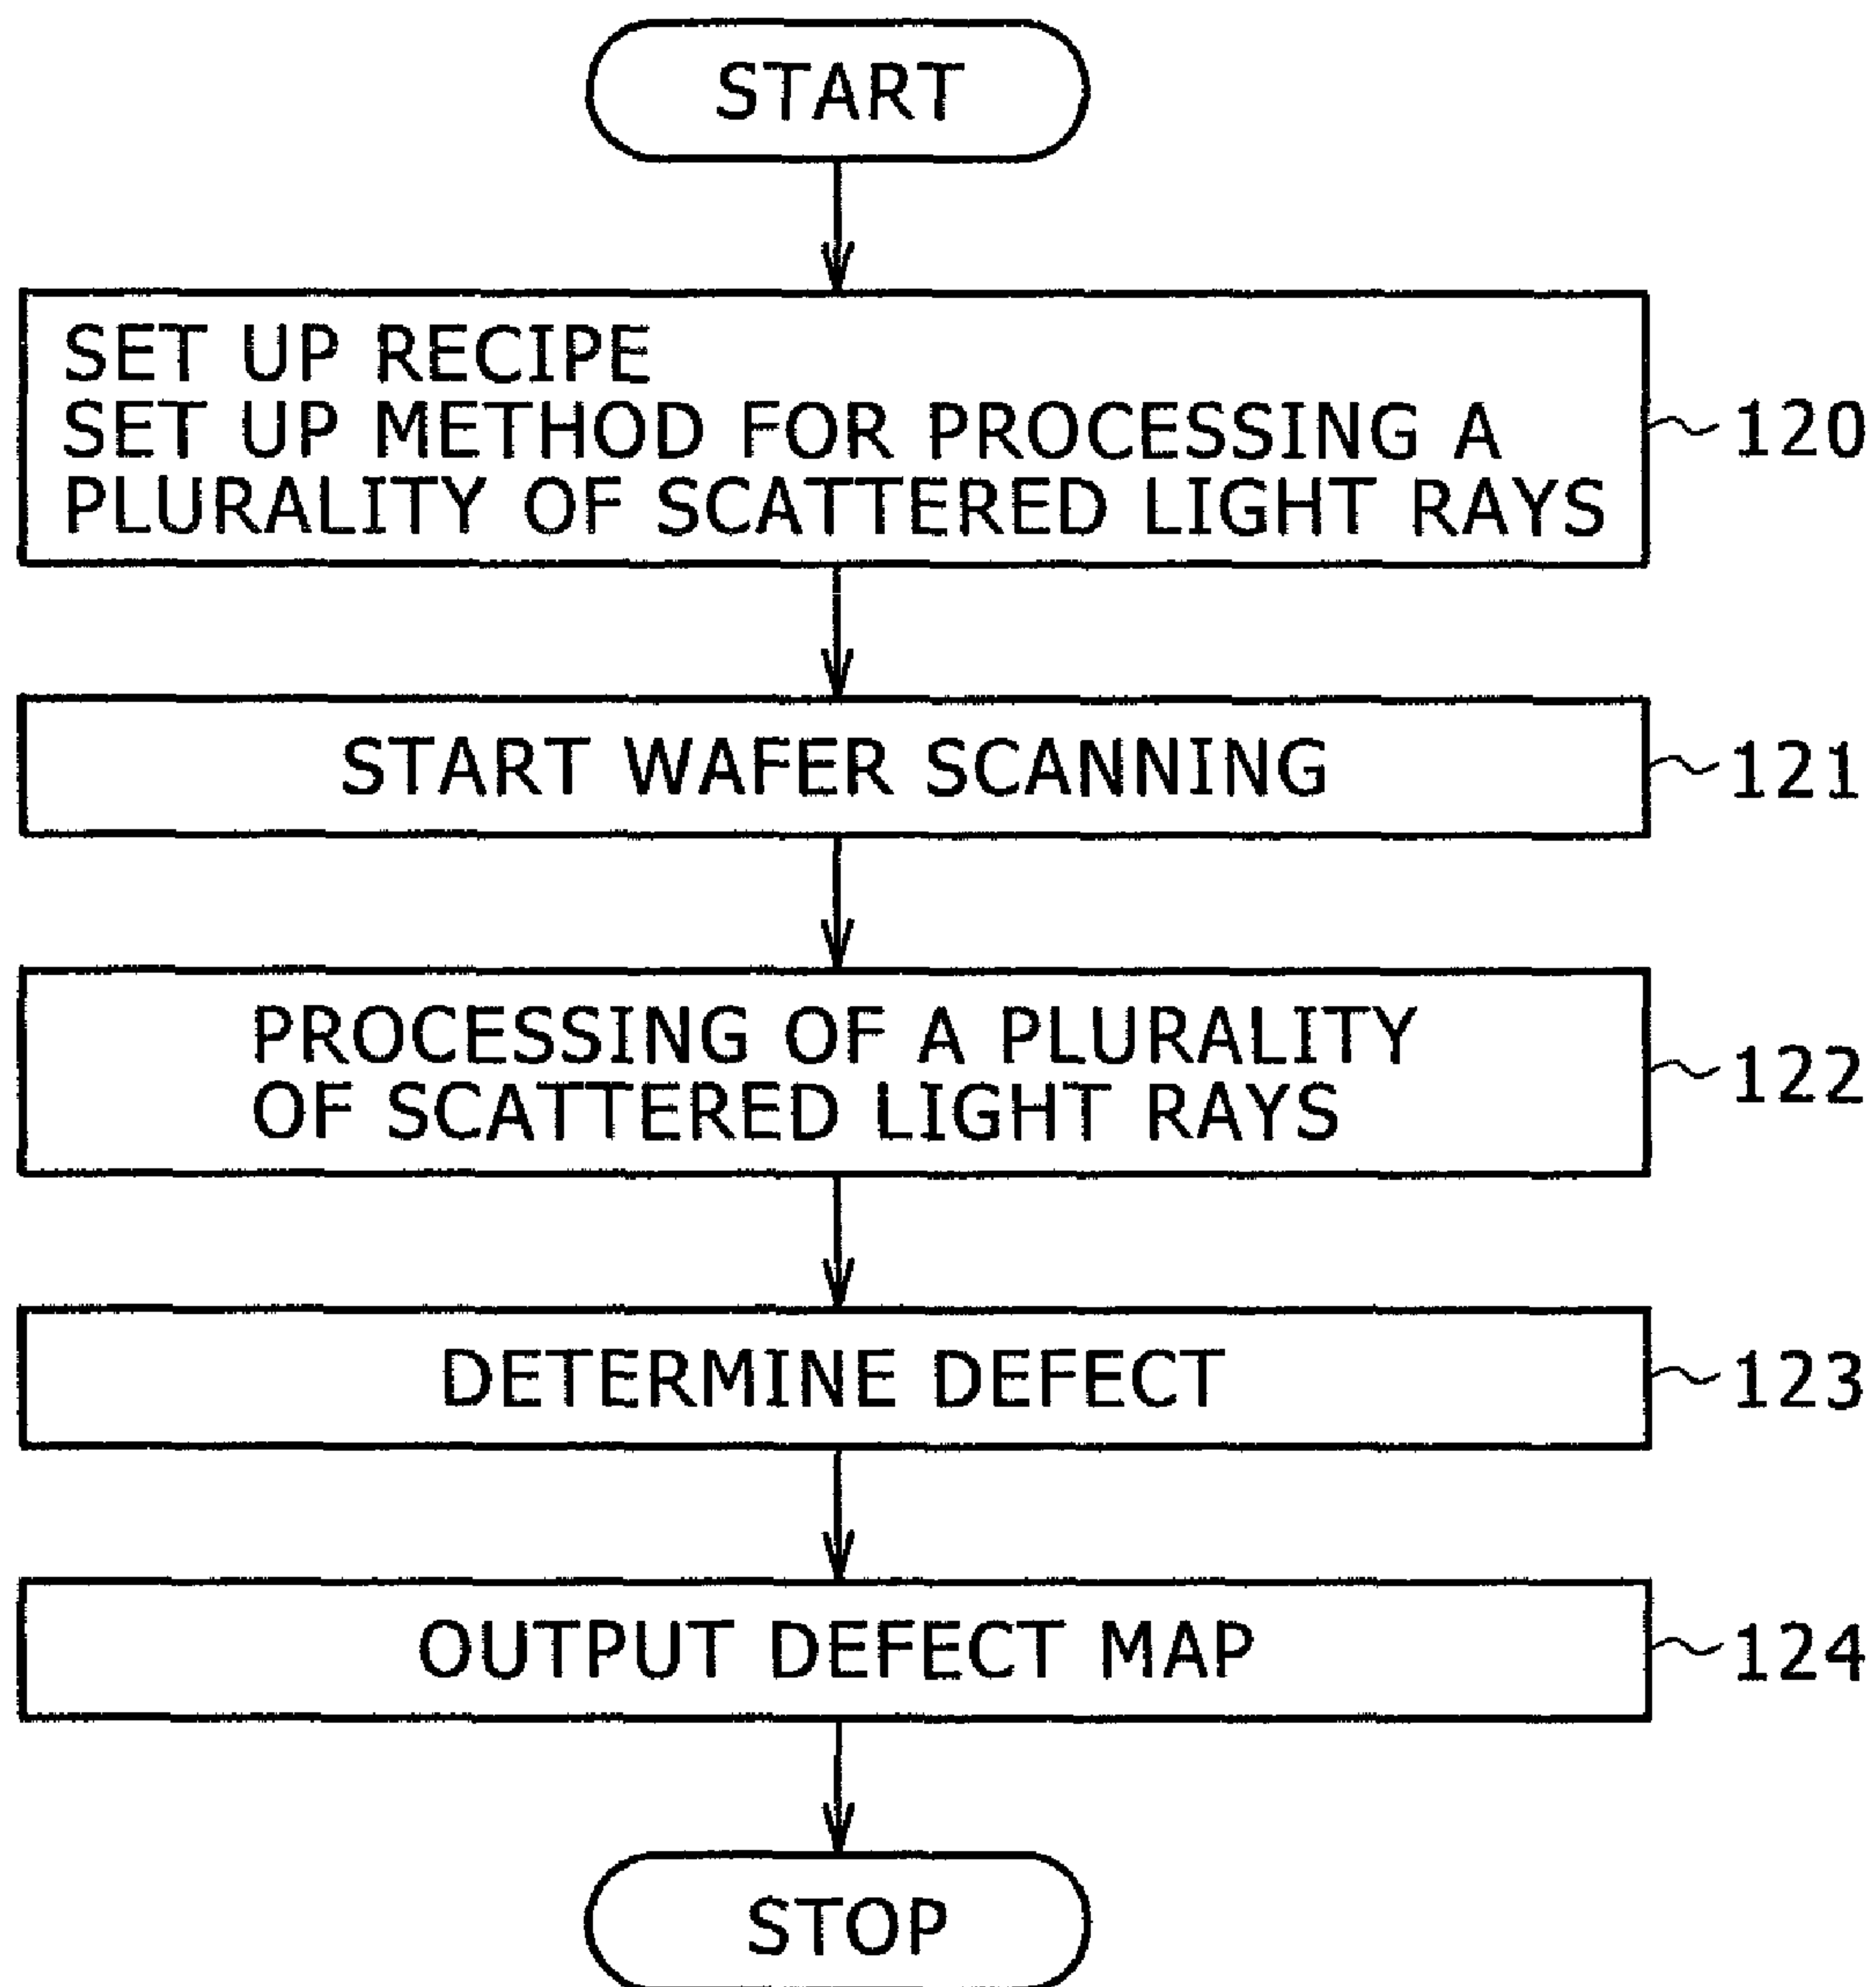 START
SET UP RECIPE
SET UP METHOD FOR PROCESSING A
PLURALITY OF SCATTERED LIGHT RAYS
120
START WAFER SCANNING
121
PROCESSING OF A PLURALITY
OF SCATTERED LIGHT RAYS
122
DETERMINE DEFECT
123
OUTPUT DEFECT MAP
124
STOP